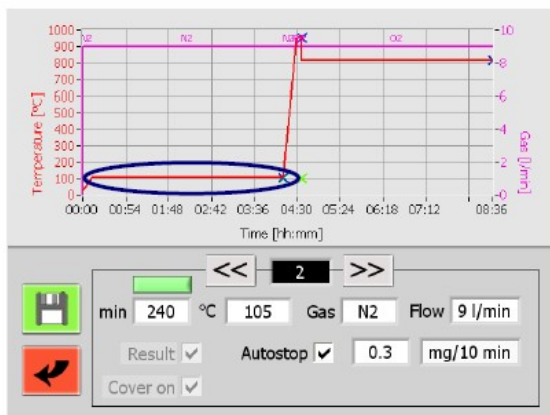 1000
900
800
700
600
500
400
300
200
100
0
Temperature [ºC]
N2
N2
N2
O2
10
8
6
4
2
0
Gas [l/min]
00:00 00:54 01:48 02:42 03:36 04:30 05:24 06:18 07:12 08:36
Time [hh:mm]
<< 2 >>
min 240 ºC 105 Gas N2 Flow 9 l/min
Result Autostop 0.3 mg/10 min
Cover on